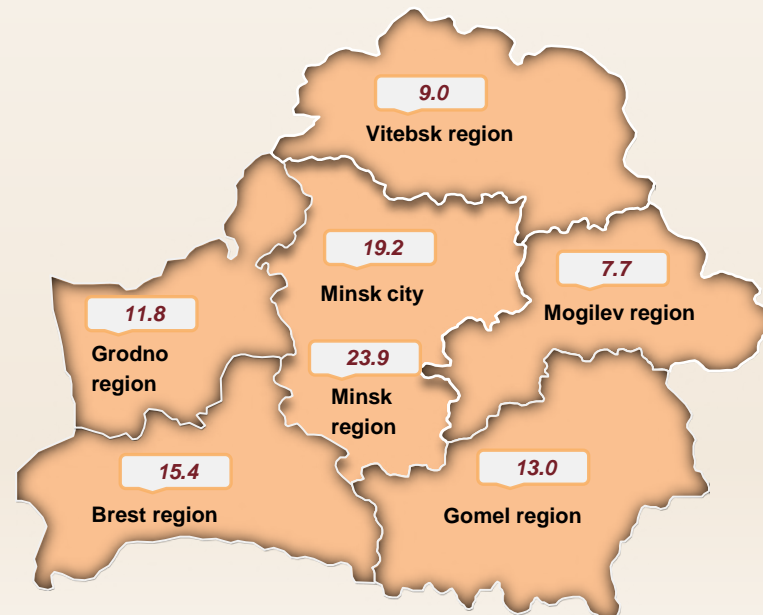 9.0
Vitebsk region
19.2
Minsk city
7.7
Mogilev region
11.8
Grodno
region
23.9
Minsk
region
15.4
Brest region
13.0
Gomel region